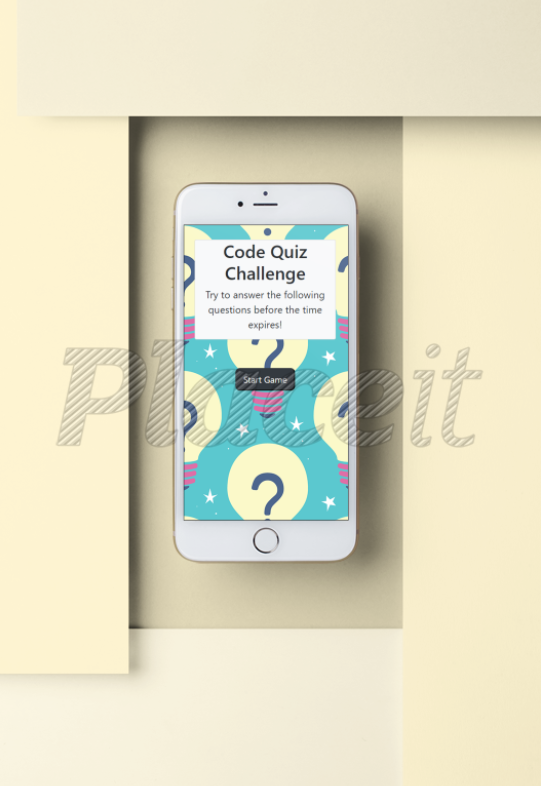 Code Quiz
Challenge
Try to answer the following
questions before the time
expires!
Placeit
Start Game